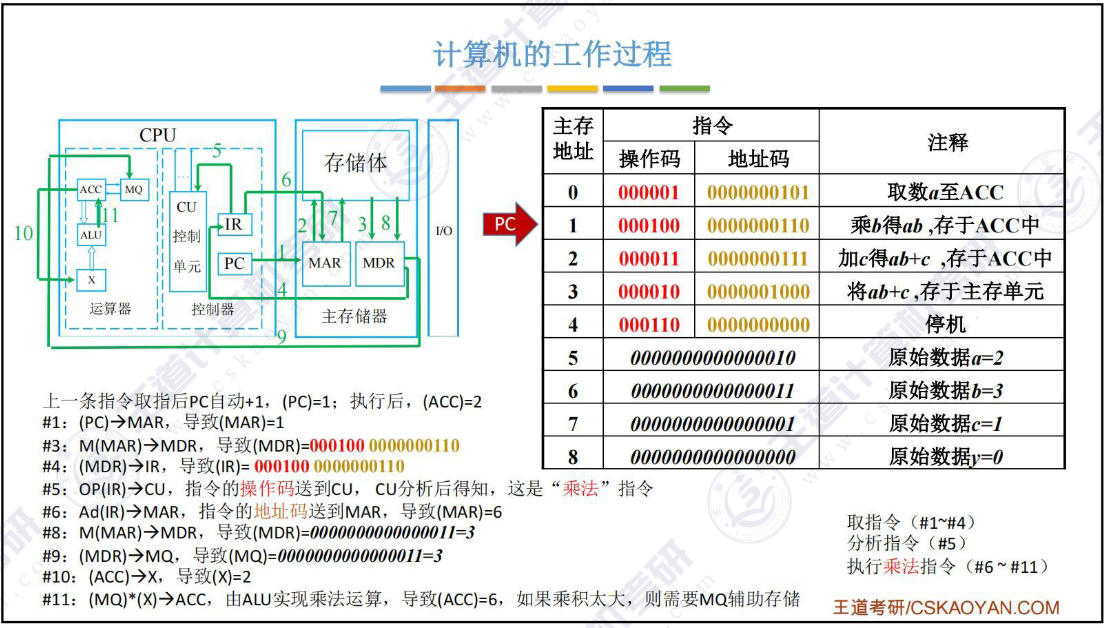 计算机的工作过程
CPU
ACC
MQ
11
ALU
X
运算器
10
5
CU
控制
单元
IR
PC
控制器
6
存储体
2
7
3
8
1
MAR
MDR
4
主存储器
9
I/O
PC
主存地址 指令 注释
操作码 地址码
0 000001 0000000101 取数a至ACC
1 000100 0000000110 乘b得ab ,存于ACC中
2 000011 0000000111 加c得ab+c ,存于ACC中
3 000010 0000001000 将ab+c ,存于主存单元
4 000110 0000000000 停机
5 0000000000000010 原始数据a=2
6 0000000000000011 原始数据b=3
7 0000000000000001 原始数据c=1
8 0000000000000000 原始数据y=0
上一条指令取指后PC自动+1，(PC)=1；执行后，(ACC)=2
#1：(PC)→MAR，导致(MAR)=1
#3：M(MAR)→MDR，导致(MDR)=000100 0000000110
#4：(MDR)→IR，导致(IR)= 000100 0000000110
#5：OP(IR)→CU，指令的操作码送到CU， CU分析后得知，这是“乘法”指令
#6：Ad(IR)→MAR，指令的地址码送到MAR，导致(MAR)=6
#8：M(MAR)→MDR，导致(MDR)=0000000000000011=3
#9：(MDR)→MQ，导致(MQ)=0000000000000011=3
#10：(ACC)→X，导致(X)=2
#11：(MQ)*(X)→ACC，由ALU实现乘法运算，导致(ACC)=6，如果乘积太大，则需要MQ辅助存储
取指令（#1~#4）
分析指令（#5）
执行乘法指令（#6 ~ #11）
王道考研/CSKAOYAN.COM